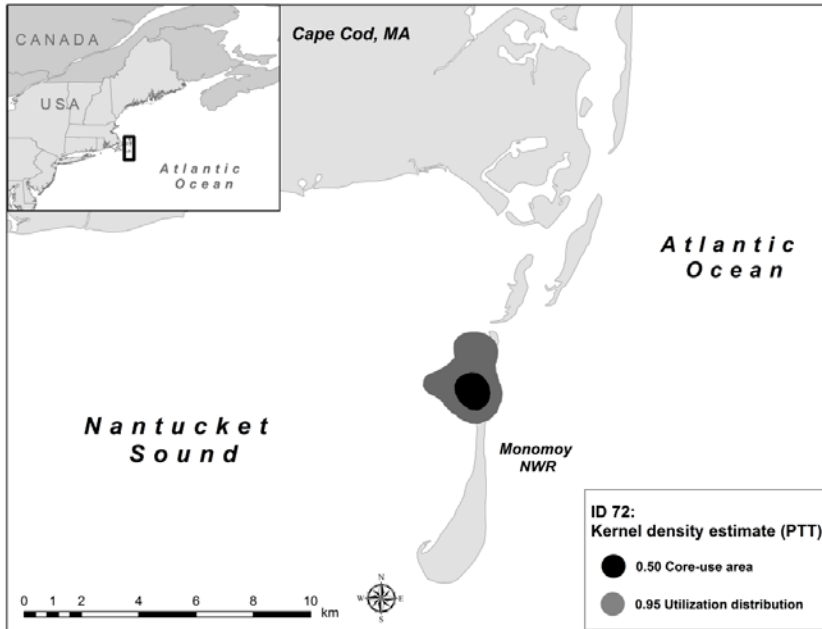 CANADA
USA
Atlantic
Ocean
Cape Cod, MA
Atlantic
Ocean
Nantucket
Sound
Monomoy
NWR
ID 72:
Kernel density estimate (PTT)
0.50 Core-use area
0.95 Utilization distribution
N
W E
S
0 2 4 6 8 10
km